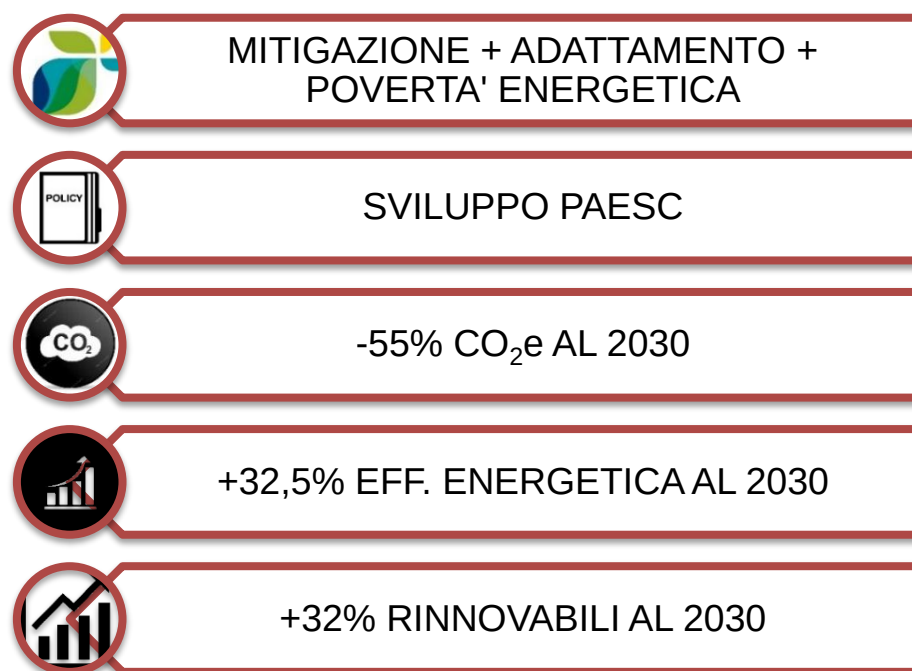 MITIGAZIONE + ADATTAMENTO +
POVERTA' ENERGETICA
POLICY
SVILUPPO PAESC
CO₂
-55% CO₂e AL 2030
+32,5% EFF. ENERGETICA AL 2030
+32% RINNOVABILI AL 2030